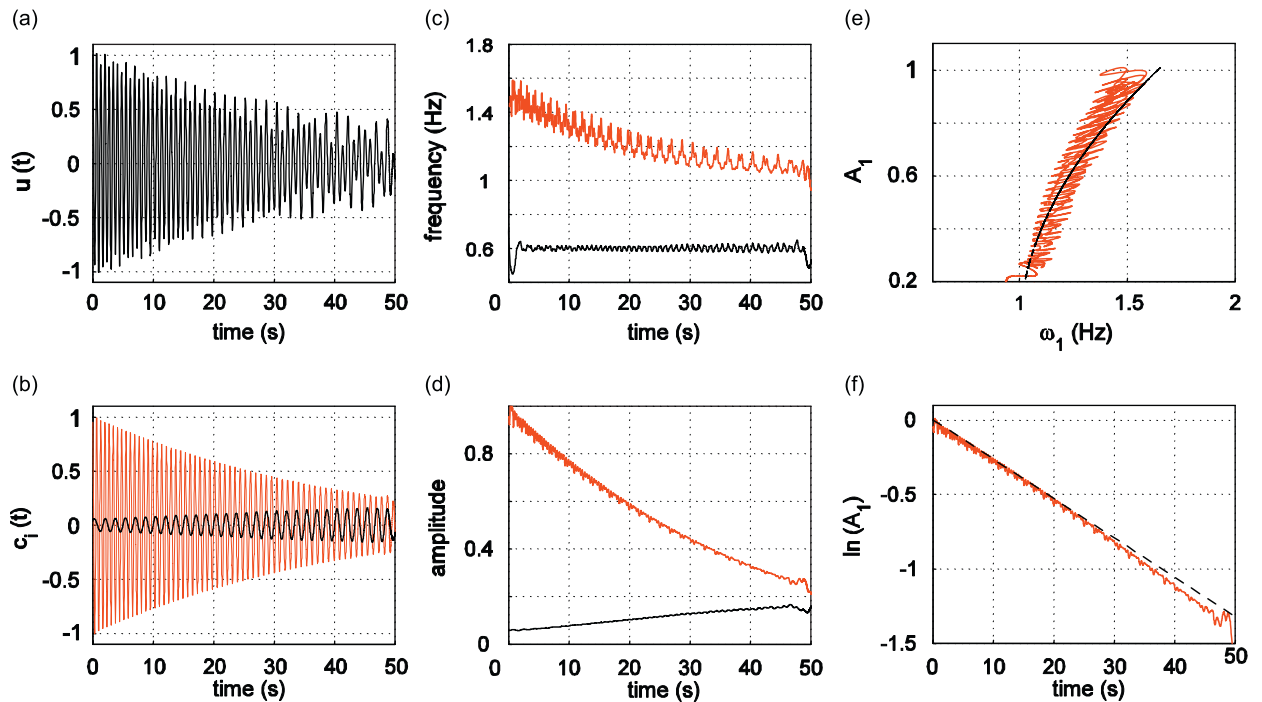 (a)
1
0.5
0
-0.5
-1
u (t)
0 10 20 30 40 50
time (s)
(c)
1.8
1.4
1
0.6
frequency (Hz)
0 10 20 30 40 50
time (s)
(e)
1
0.6
0.2
A1
1 1.5 2
ω1 (Hz)
(b)
1
0.5
0
-0.5
-1
ci (t)
0 10 20 30 40 50
time (s)
(d)
0.8
0.4
0
amplitude
0 10 20 30 40 50
time (s)
(f)
0
-0.5
-1
-1.5
ln (A1)
0 10 20 30 40 50
time (s)